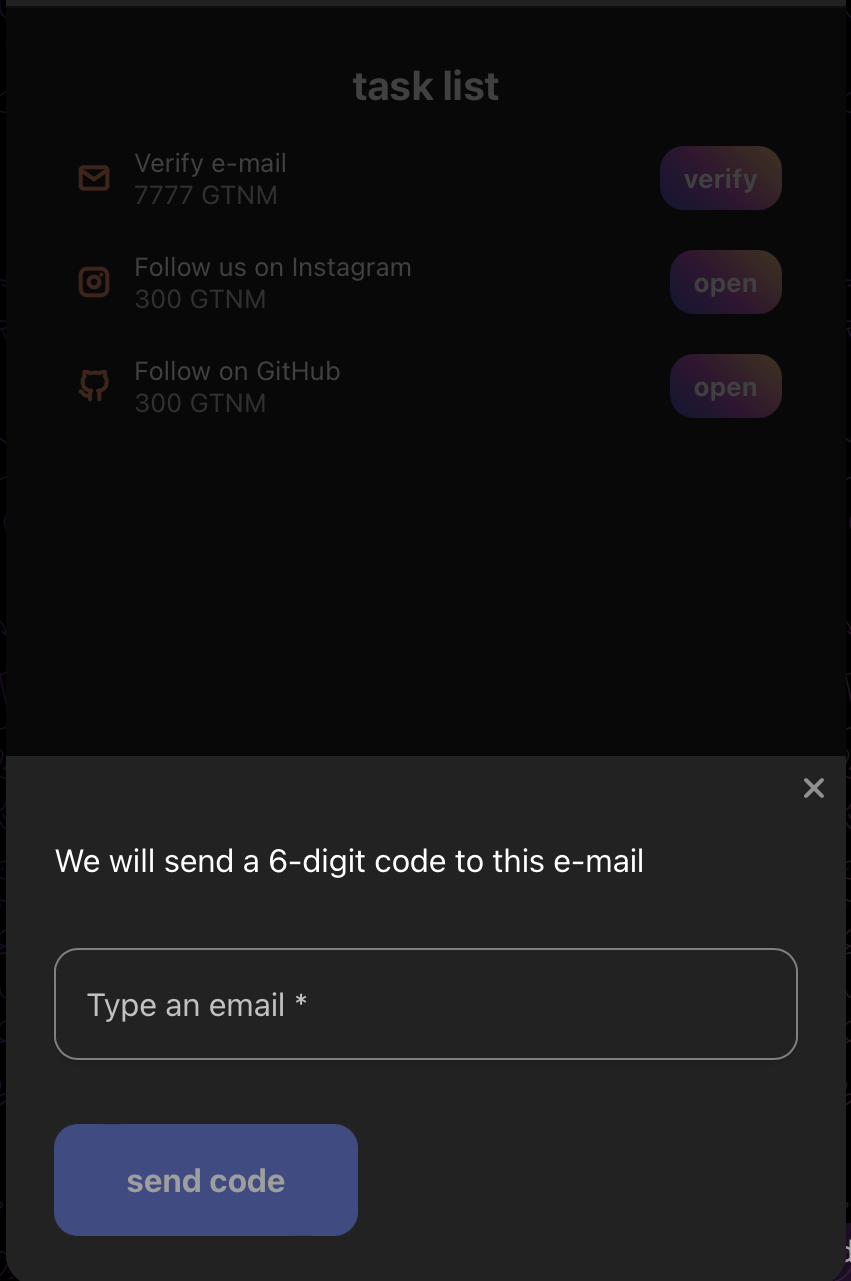 task list
Verify e-mail
7777 GTNM
verify
Follow us on Instagram
300 GTNM
open
Follow on GitHub
300 GTNM
open
We will send a 6-digit code to this e-mail
Type an email *
send code